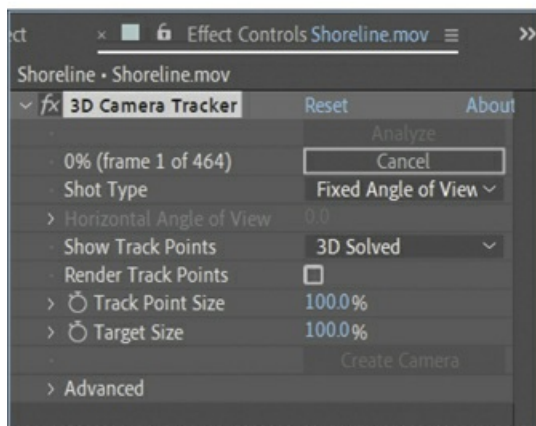 ect × Effect Controls Shoreline.mov ≡ »
Shoreline • Shoreline.mov
fx 3D Camera Tracker Reset About
Analyze
0% (frame 1 of 464) Cancel
Shot Type Fixed Angle of View
> Horizontal Angle of View 0.0
Show Track Points 3D Solved
Render Track Points
> Track Point Size 100.0%
> Target Size 100.0%
Create Camera
> Advanced